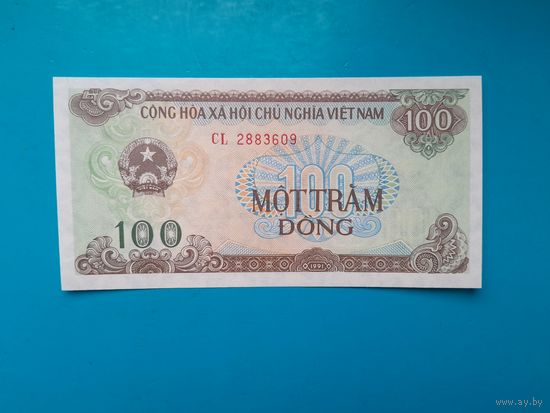 CỘNG HÒA XÃ HỘI CHỦ NGHĨA VIỆT NAM
100
CL 2883609
100
MỘT TRĂM
ĐỒNG
100
1991
www.ay.by